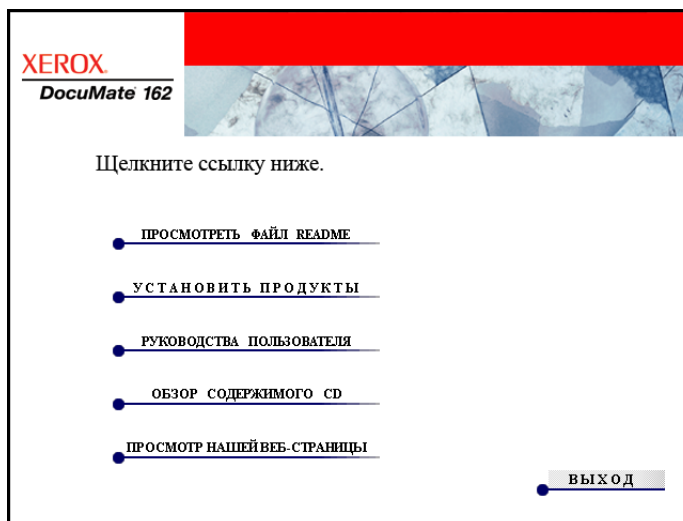 XEROX.
DocuMate 162
Щелкните ссылку ниже.
ПРОСМОТРЕТЬ ФАЙЛ README
УСТАНОВИТЬ ПРОДУКТЫ
РУКОВОДСТВА ПОЛЬЗОВАТЕЛЯ
ОБЗОР СОДЕРЖИМОГО CD
ПРОСМОТР НАШЕЙ ВЕБ-СТРАНИЦЫ
ВЫХОД